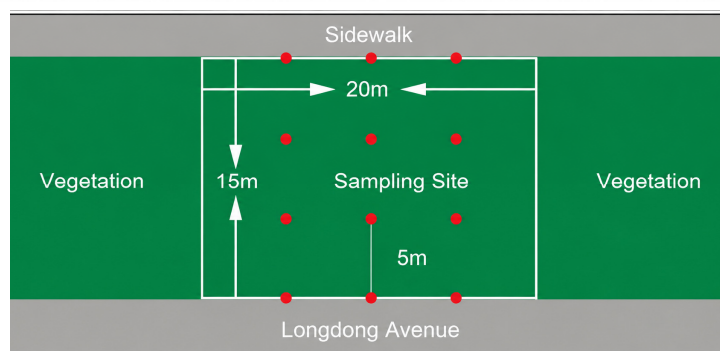 Sidewalk
20m
Vegetation
15m
Sampling Site
Vegetation
5m
Longdong Avenue